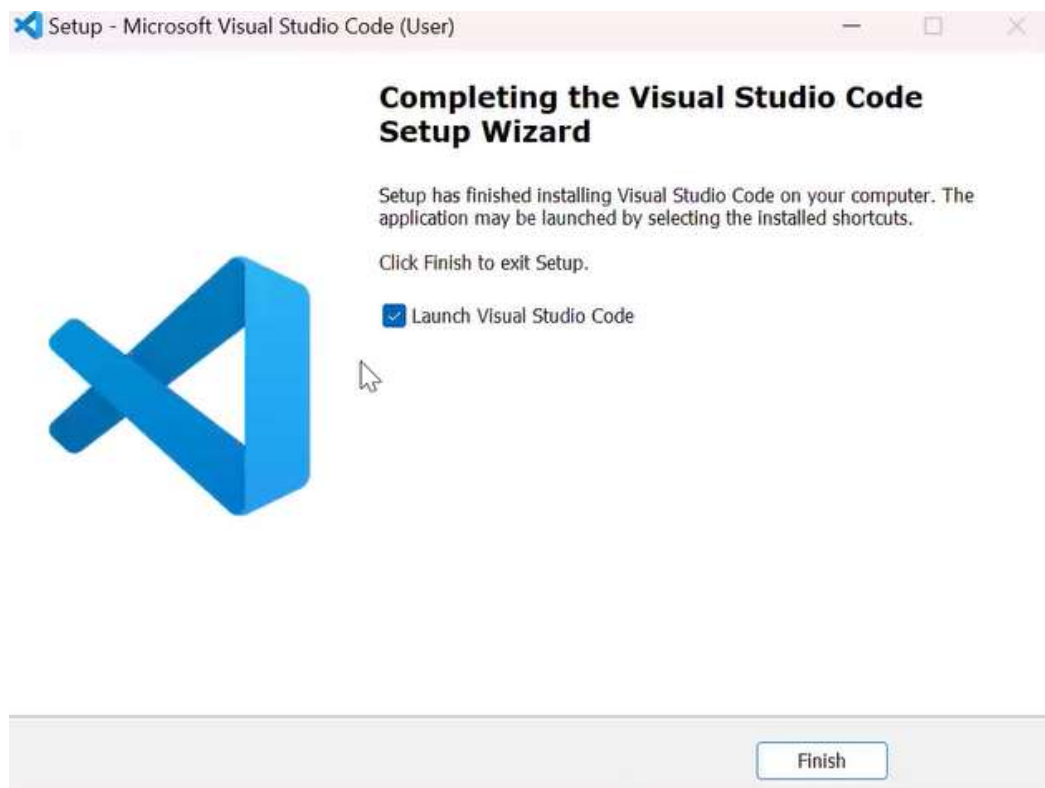 Setup - Microsoft Visual Studio Code (User)
Completing the Visual Studio Code
Setup Wizard
Setup has finished installing Visual Studio Code on your computer. The
application may be launched by selecting the installed shortcuts.
Click Finish to exit Setup.
Launch Visual Studio Code
Finish